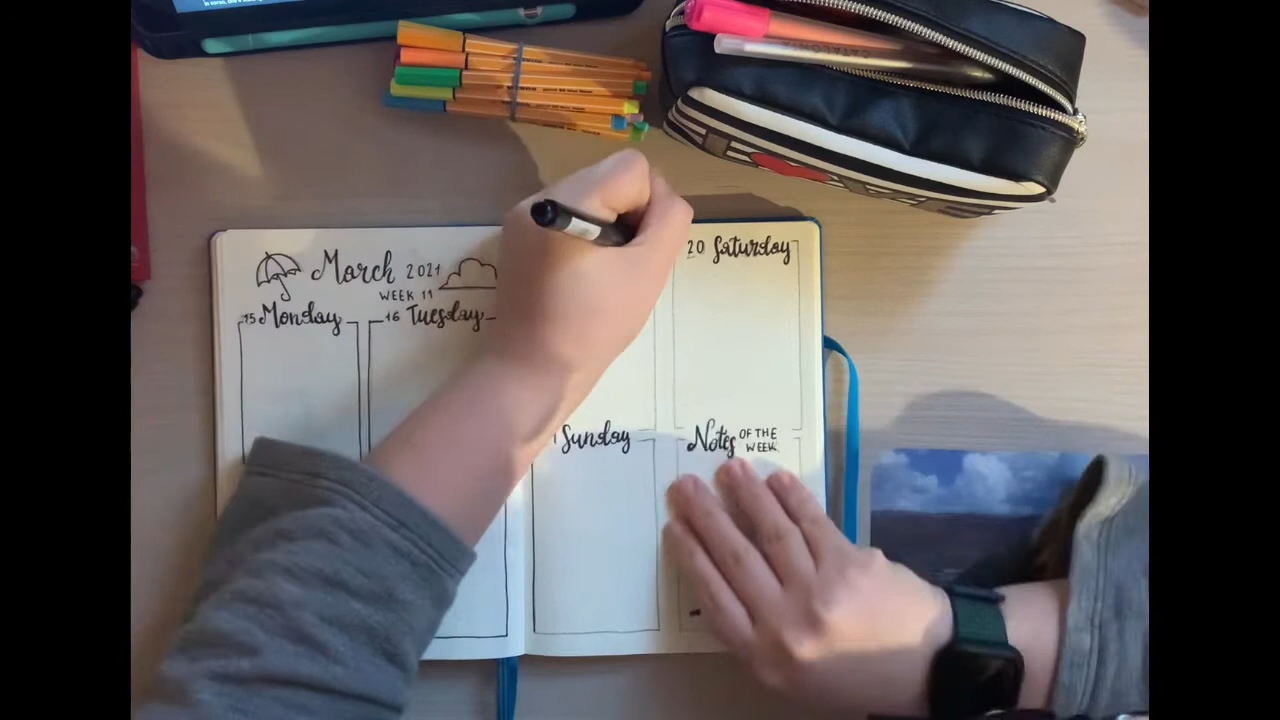 March 2021
WEEK 11
15 Monday
16 Tuesday
20 Saturday
Sunday
Notes OF THE
WEEK